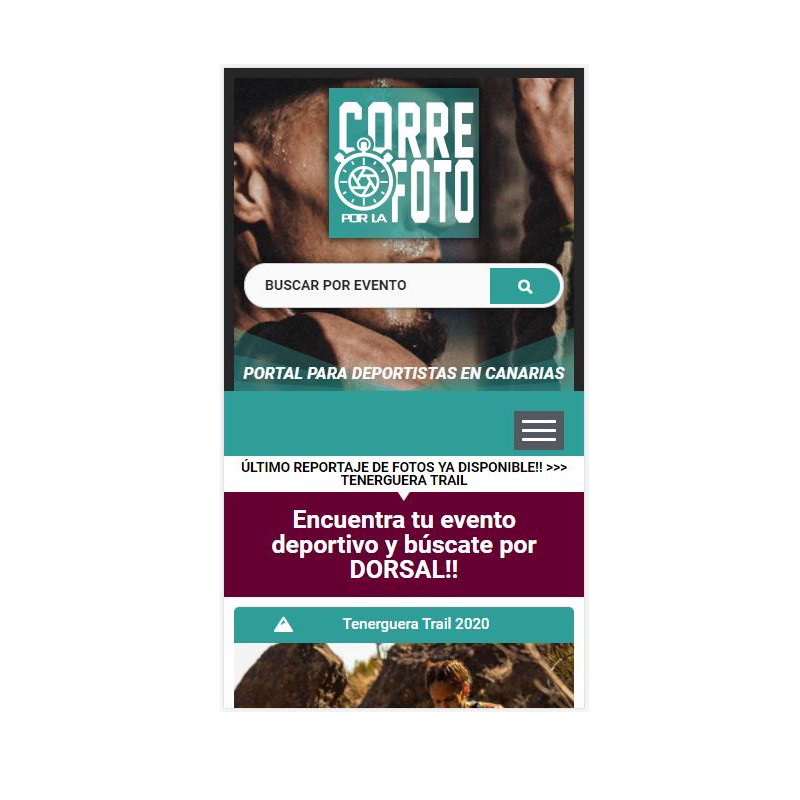 CORRE
POR LA FOTO
BUSCAR POR EVENTO
PORTAL PARA DEPORTISTAS EN CANARIAS
ÚLTIMO REPORTAJE DE FOTOS YA DISPONIBLE!! >>>
TENERGUERA TRAIL
Encuentra tu evento
deportivo y búscate por
DORSAL!!
Tenerguera Trail 2020